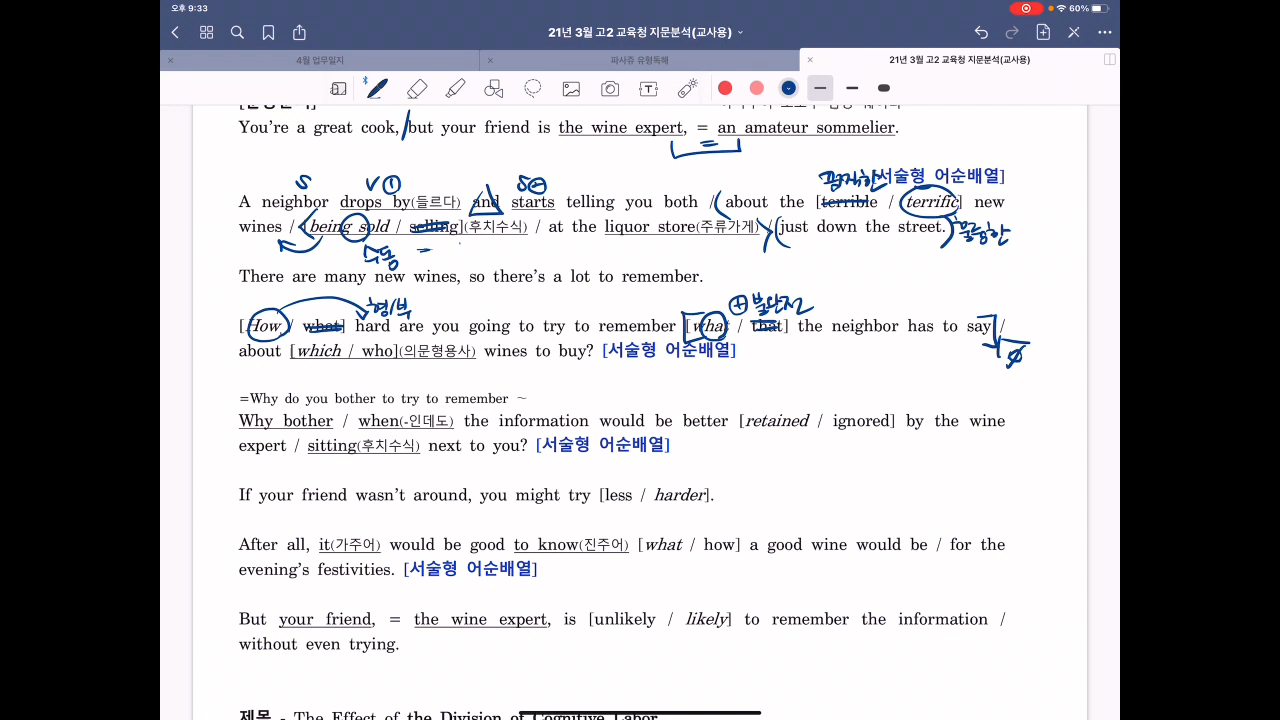 오후 9:33
60%
21년 3월 고2 교육청 지문분석(교사용)
4월 업무일지
파사쥬 유형독해
21년 3월 고2 교육청 지문분석(교사용)
You're a great cook, but your friend is the wine expert, = an amateur sommelier.
=
S V① 끔찍한 [서술형 어순배열]
A neighbor drops by(들르다) and starts telling you both / about the [terrible / terrific] new
wines / [being sold / selling](후치수식) / at the liquor store(주류가게) / just down the street.
수동 훌륭한
There are many new wines, so there's a lot to remember.
형/부 + 불완전
[How / what] hard are you going to try to remember [what / that] the neighbor has to say /
about [which / who](의문형용사) wines to buy? [서술형 어순배열]
=Why do you bother to try to remember ~
Why bother / when(-인데도) the information would be better [retained / ignored] by the wine
expert / sitting(후치수식) next to you? [서술형 어순배열]
If your friend wasn't around, you might try [less / harder].
After all, it(가주어) would be good to know(진주어) [what / how] a good wine would be / for the
evening's festivities. [서술형 어순배열]
But your friend, = the wine expert, is [unlikely / likely] to remember the information /
without even trying.
제목 - The Effect of the Division of Cognitive Labor